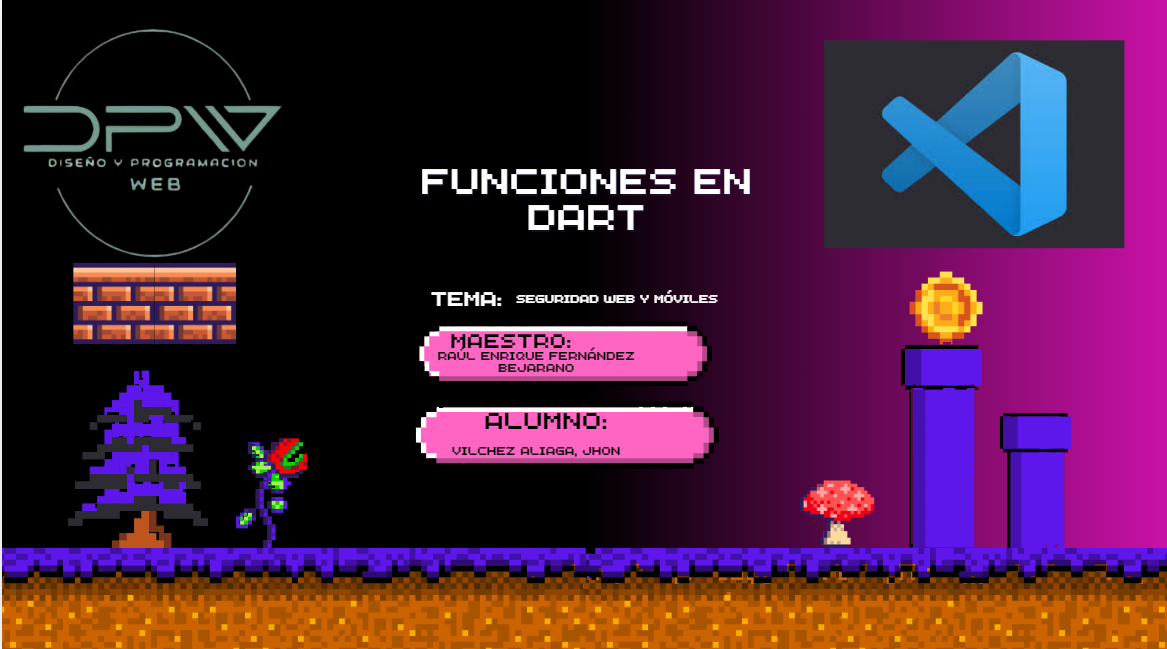 DPW
DISEÑO Y PROGRAMACION
WEB
FUNCIONES EN
DART
TEMA: SEGURIDAD WEB Y MÓVILES
MAESTRO:
RAÚL ENRIQUE FERNÁNDEZ
BEJARANO
ALUMNO:
VILCHEZ ALIAGA, JHON